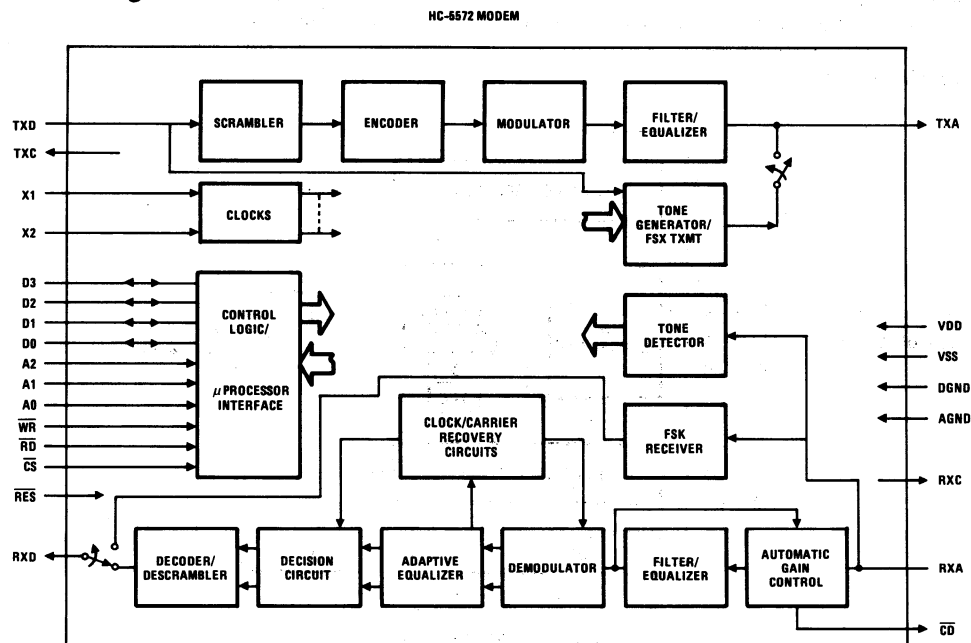 HC-5572 MODEM
TXD
TXC
X1
X2
D3
D2
D1
D0
A2
A1
A0
WR
RD
CS
RES
RXD
SCRAMBLER
ENCODER
MODULATOR
FILTER/
EQUALIZER
CLOCKS
TONE
GENERATOR/
FSX TXMT
CONTROL
LOGIC/
μPROCESSOR
INTERFACE
TONE
DETECTOR
CLOCK/CARRIER
RECOVERY
CIRCUITS
FSK
RECEIVER
DECODER/
DESCRAMBLER
DECISION
CIRCUIT
ADAPTIVE
EQUALIZER
DEMODULATOR
FILTER/
EQUALIZER
AUTOMATIC
GAIN
CONTROL
TXA
VDD
VSS
DGND
AGND
RXC
RXA
CD